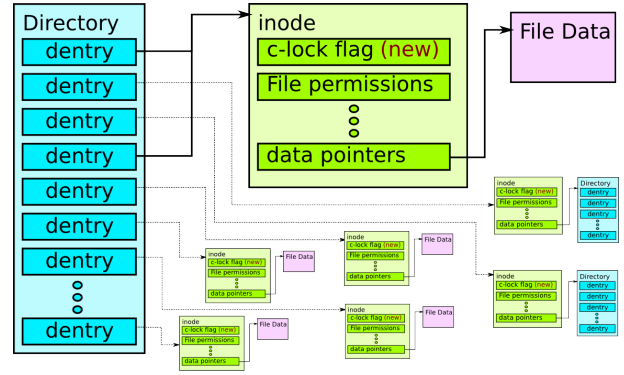 Directory
dentry
dentry
dentry
dentry
dentry
dentry
dentry
dentry
inode
c-lock flag (new)
File permissions
data pointers
File Data
inode
c-lock flag (new)
File permissions
data pointers
Directory
dentry
dentry
dentry
dentry
inode
c-lock flag (new)
File permissions
data pointers
File Data
inode
c-lock flag (new)
File permissions
data pointers
File Data
inode
c-lock flag (new)
File permissions
data pointers
Directory
dentry
dentry
dentry
dentry
inode
c-lock flag (new)
File permissions
data pointers
File Data
inode
c-lock flag (new)
File permissions
data pointers
File Data